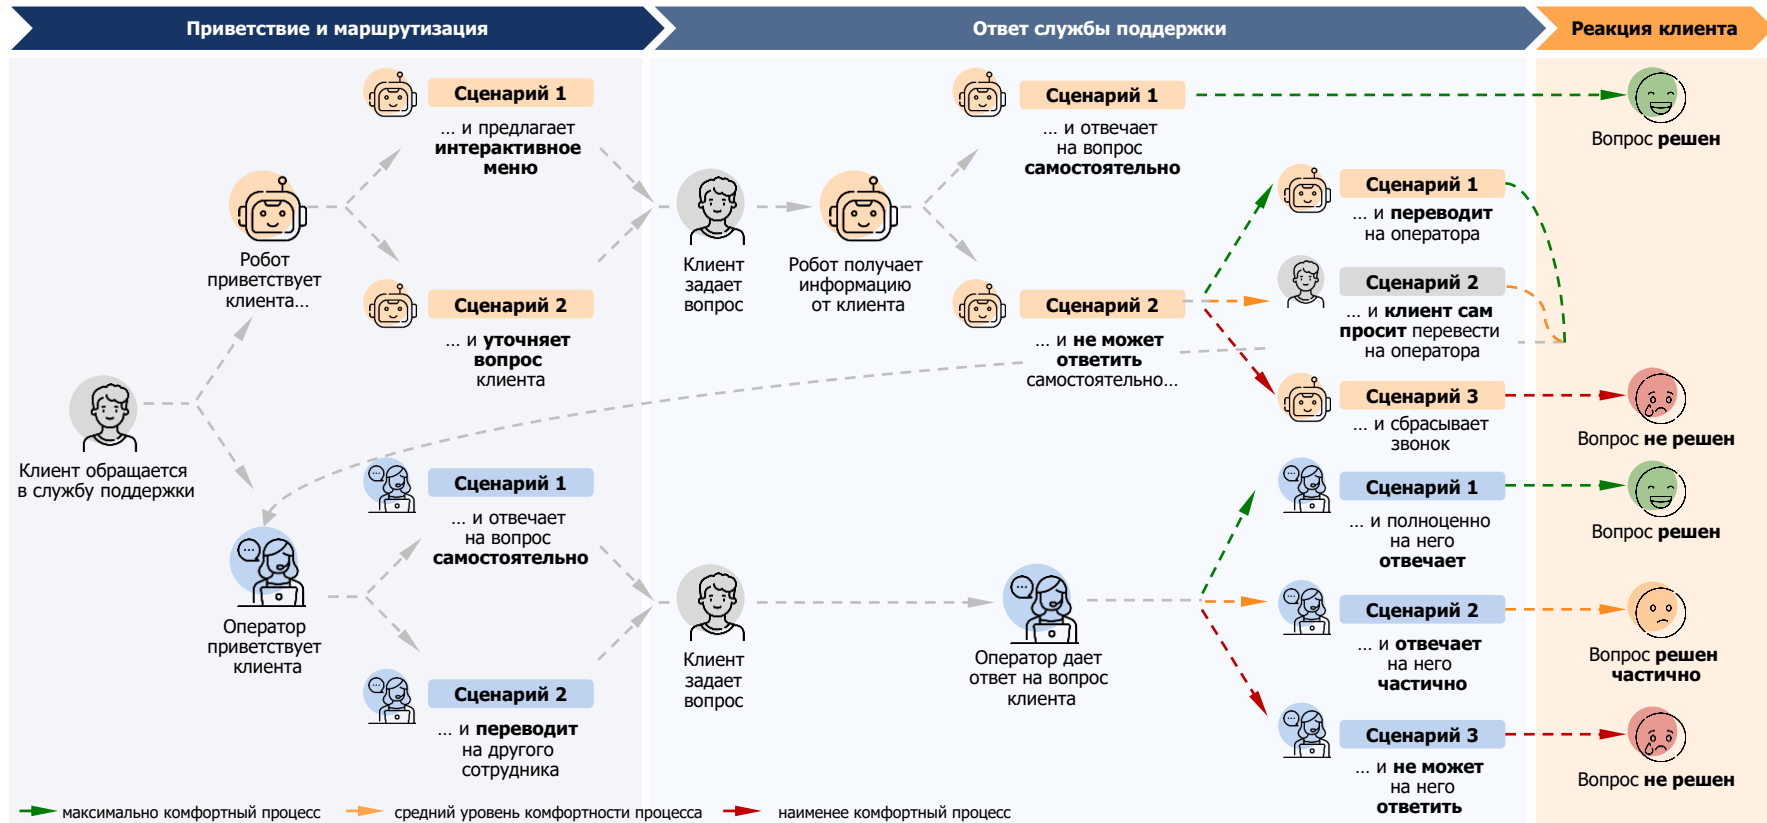 Приветствие и маршрутизация
Ответ службы поддержки
Реакция клиента
Клиент обращается
в службу поддержки
Робот
приветствует
клиента...
Сценарий 1
... и предлагает
интерактивное
меню
Сценарий 2
... и уточняет
вопрос
клиента
Оператор
приветствует
клиента
Сценарий 1
... и отвечает
на вопрос
самостоятельно
Сценарий 2
... и переводит
на другого
сотрудника
Клиент
задает
вопрос
Робот получает
информацию
от клиента
Сценарий 1
... и отвечает
на вопрос
самостоятельно
Сценарий 2
... и не может
ответить
самостоятельно...
Сценарий 1
... и переводит
на оператора
Сценарий 2
... и клиент сам
просит перевести
на оператора
Сценарий 3
... и сбрасывает
звонок
Клиент
задает
вопрос
Оператор дает
ответ на вопрос
клиента
Сценарий 1
... и полноценно
на него
отвечает
Сценарий 2
... и отвечает
на него
частично
Сценарий 3
... и не может
на него
ответить
Вопрос решен
Вопрос не решен
Вопрос решен
Вопрос решен
частично
Вопрос не решен
максимально комфортный процесс
средний уровень комфортности процесса
наименее комфортный процесс